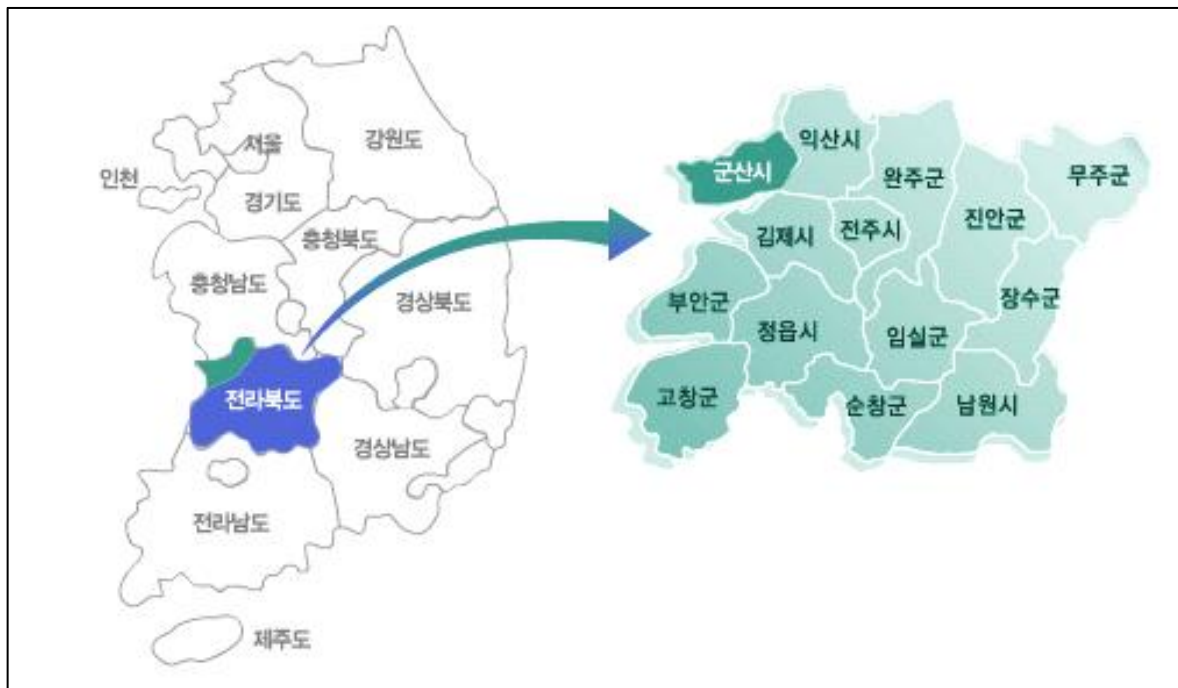 서울
강원도
인천
경기도
충청북도
충청남도
경상북도
전라북도
경상남도
전라남도
제주도
익산시
군산시
완주군
무주군
진안군
김제시
전주시
부안군
장수군
정읍시
임실군
고창군
순창군
남원시